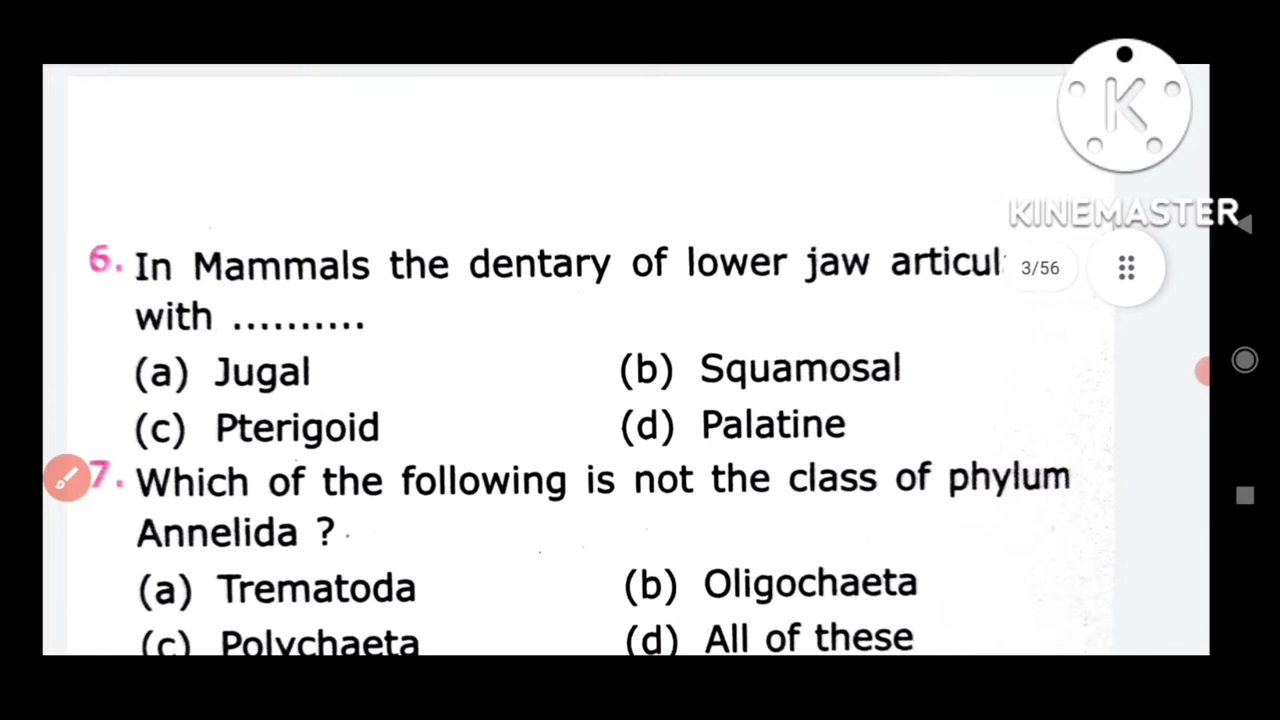 K
KINEMASTER
6. In Mammals the dentary of lower jaw articul
3/56
with ..........
(a) Jugal (b) Squamosal
(c) Pterigoid (d) Palatine
7. Which of the following is not the class of phylum
Annelida ?
(a) Trematoda (b) Oligochaeta
(c) Polychaeta (d) All of these